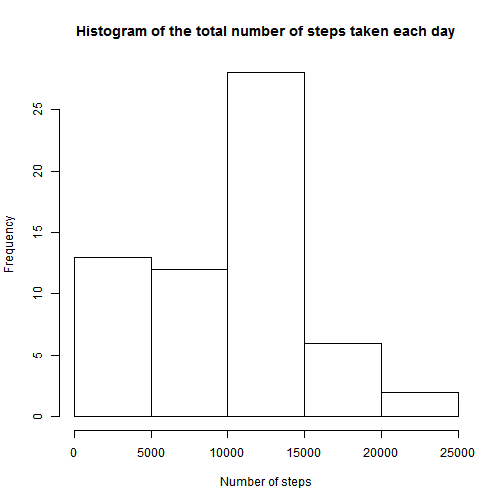 Histogram of the total number of steps taken each day
Frequency
25
20
15
10
5
0
0 5000 10000 15000 20000 25000
Number of steps